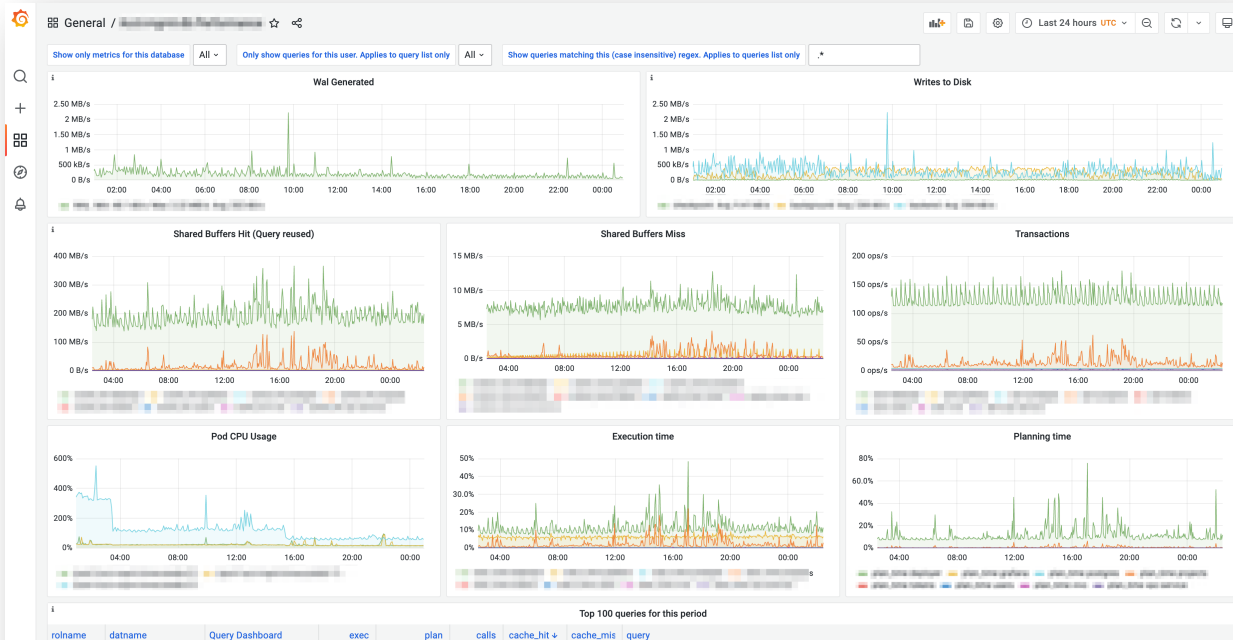 General /
Last 24 hours UTC
Show only metrics for this database All Only show queries for this user. Applies to query list only All Show queries matching this (case insensitive) regex. Applies to queries list only .*
Wal Generated
2.50 MB/s
2 MB/s
1.50 MB/s
1 MB/s
500 kB/s
0 B/s
02:00 04:00 06:00 08:00 10:00 12:00 14:00 16:00 18:00 20:00 22:00 00:00
Writes to Disk
2.50 MB/s
2 MB/s
1.50 MB/s
1 MB/s
500 kB/s
0 B/s
02:00 04:00 06:00 08:00 10:00 12:00 14:00 16:00 18:00 20:00 22:00 00:00
Shared Buffers Hit (Query reused)
400 MB/s
300 MB/s
200 MB/s
100 MB/s
0 B/s
04:00 08:00 12:00 16:00 20:00 00:00
Shared Buffers Miss
15 MB/s
10 MB/s
5 MB/s
0 B/s
04:00 08:00 12:00 16:00 20:00 00:00
Transactions
200 ops/s
150 ops/s
100 ops/s
50 ops/s
0 ops/s
04:00 08:00 12:00 16:00 20:00 00:00
Pod CPU Usage
600%
400%
200%
0%
04:00 08:00 12:00 16:00 20:00 00:00
Execution time
50%
40%
30.0%
20%
10%
0%
04:00 08:00 12:00 16:00 20:00 00:00
Planning time
80%
60.0%
40%
20%
0%
04:00 08:00 12:00 16:00 20:00 00:00
Top 100 queries for this period
rolname datname Query Dashboard exec plan calls cache_hit cache_mis query